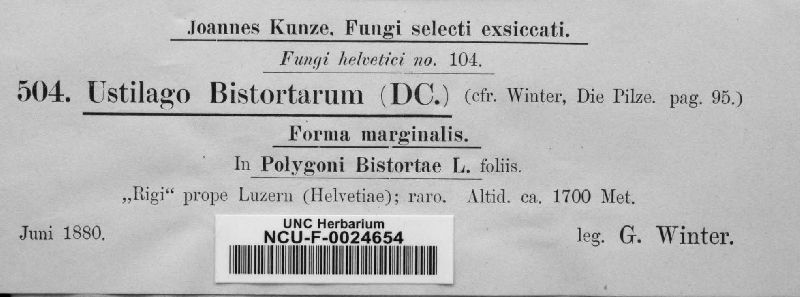 Joannes Kunze, Fungi selecti exsiccati.
Fungi helvetici no. 104.
504. Ustilago Bistortarum (DC.) (cfr. Winter, Die Pilze. pag. 95.)
Forma marginalis.
In Polygoni Bistortae L. foliis.
„Rigi“ prope Luzern (Helvetiae); raro. Altid. ca. 1700 Met.
Juni 1880.
leg. G. Winter.
UNC Herbarium
NCU-F-0024654